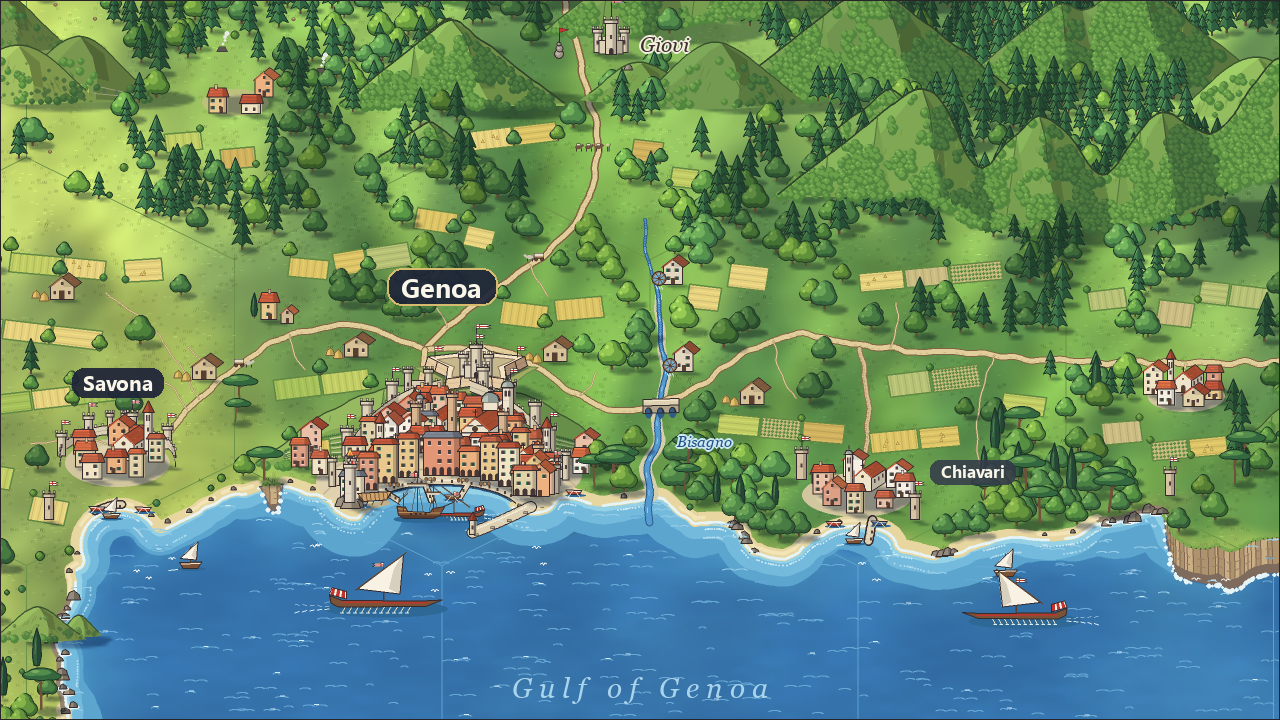 Giovi
Genoa
Savona
Bisagno
Chiavari
Gulf of Genoa